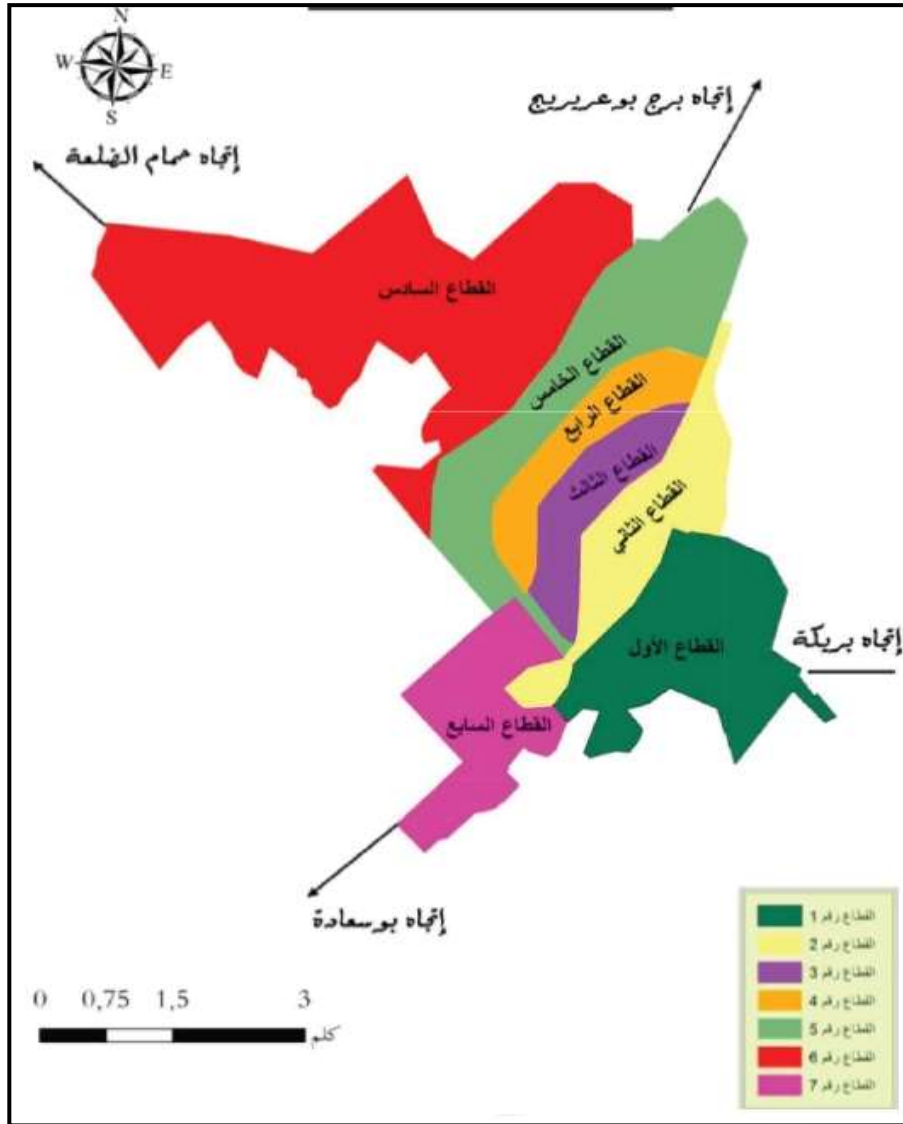 N
W
E
S
إتجاه برج بوعريريج
إتجاه حمام الضلعة
القطاع السادس
القطاع الخامس
القطاع الرابع
القطاع الثالث
القطاع الثاني
إتجاه بريكة
القطاع الأول
القطاع السابع
إتجاه بوسعادة
القطاع رقم 1
القطاع رقم 2
القطاع رقم 3
القطاع رقم 4
القطاع رقم 5
القطاع رقم 6
القطاع رقم 7
0 0,75 1,5 3
كلم